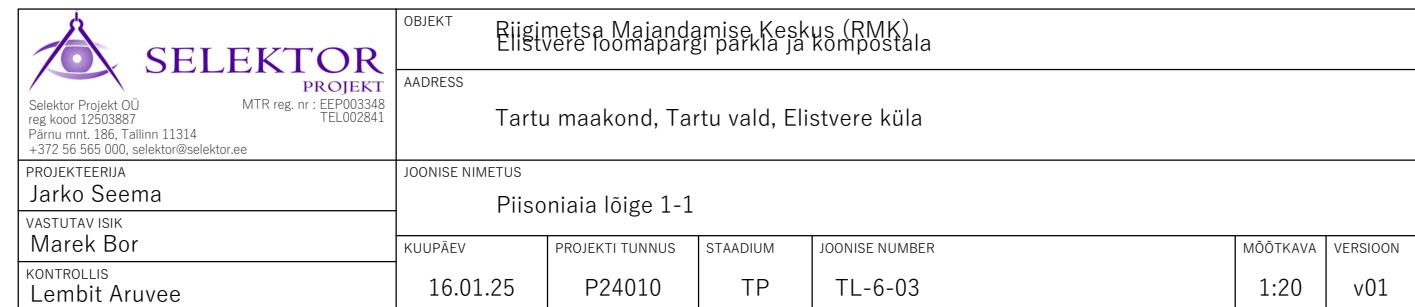 SELEKTOR
PROJEKT
Selektor Projekt OÜ
MTR reg. nr : EEP003348
reg kood 12503887
TEL002841
Pärnu mnt. 186, Tallinn 11314
+372 56 565 000, selektor@selektor.ee
OBJEKT
Riigimetsa Majandamise Keskus (RMK)
Elistvere loomapargi parkla ja kompostala
AADRESS
Tartu maakond, Tartu vald, Elistvere küla
PROJEKTEERIJA
Jarko Seema
VASTUTAV ISIK
Marek Bor
KONTROLLIS
Lembit Aruvee
JOONISE NIMETUS
Piisoniaia lõige 1-1
KUUPÄEV
16.01.25
PROJEKTI TUNNUS
P24010
STAADIUM
TP
JOONISE NUMBER
TL-6-03
MÕÕTKAVA
1:20
VERSIOON
v01